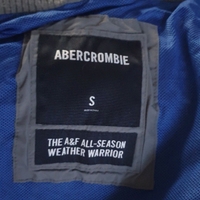 ABERCROMBIE
S
THE A&F ALL-SEASON
WEATHER WARRIOR